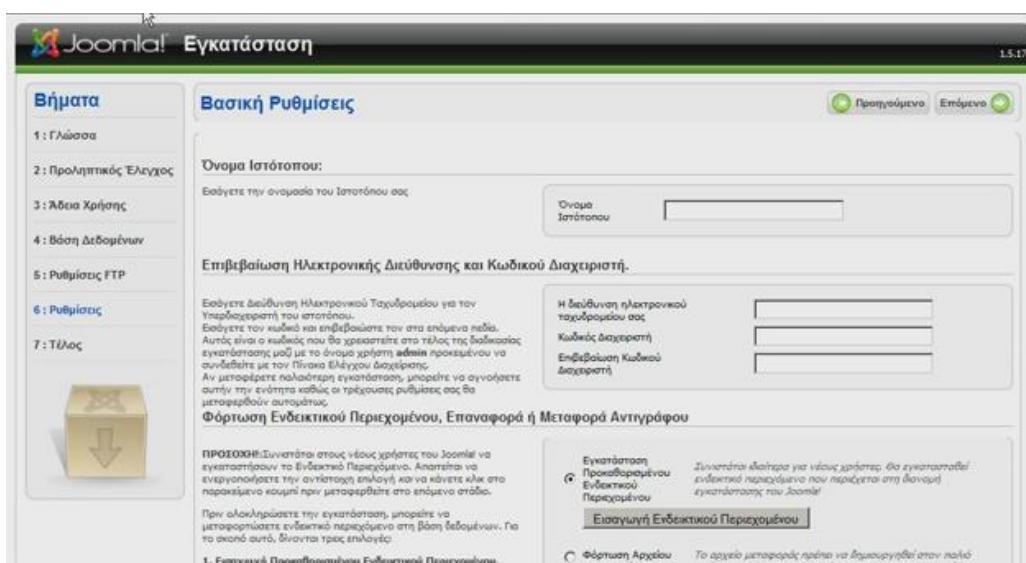 Joomla! Εγκατάσταση
1.5.17
Βήματα
1 : Γλώσσα
2 : Προληπτικός Έλεγχος
3 : Άδεια Χρήσης
4 : Βάση Δεδομένων
5 : Ρυθμίσεις FTP
6 : Ρυθμίσεις
7 : Τέλος
Βασική Ρυθμίσεις
Προηγούμενο
Επόμενο
Όνομα Ιστότοπου:
Εισάγετε την ονομασία του Ιστοτόπου σας
Όνομα
Ιστότοπου
Επιβεβαίωση Ηλεκτρονικής Διεύθυνσης και Κωδικού Διαχειριστή.
Εισάγετε Διεύθυνση Ηλεκτρονικού Ταχυδρομείου για τον
Υπερδιαχειριστή του ιστοτόπου.
Εισάγετε τον κωδικό και επιβεβαιώστε τον στα επόμενα πεδία.
Αυτός είναι ο κωδικός που θα χρειαστείτε στο τέλος της διαδικασίας
εγκατάστασης μαζί με το όνομα χρήστη admin προκειμένου να
συνδεθείτε με τον Πίνακα Ελέγχου Διαχείρισης.
Αν μεταφέρετε παλαιότερη εγκατάσταση, μπορείτε να αγνοήσετε
αυτήν την ενότητα καθώς οι τρέχουσες ρυθμίσεις σας θα
μεταφερθούν αυτομάτως.
Η διεύθυνση ηλεκτρονικού
ταχυδρομείου σας
Κωδικός Διαχειριστή
Επιβεβαίωση Κωδικού
Διαχειριστή
Φόρτωση Ενδεικτικού Περιεχομένου, Επαναφορά ή Μεταφορά Αντιγράφου
ΠΡΟΣΟΧΗ!:Συνιστάται στους νέους χρήστες του Joomla! να
εγκαταστήσουν το Ενδεικτικό Περιεχόμενο. Απαιτείται να
ενεργοποιήσετε την αντίστοιχη επιλογή και να κάνετε κλικ στο
παρακείμενο κουμπί πριν μεταφερθείτε στο επόμενο στάδιο.
Πριν ολοκληρώσετε την εγκατάσταση, μπορείτε να
μεταφορτώσετε ενδεικτικό περιεχόμενο στη βάση δεδομένων. Για
το σκοπό αυτό, δίνονται τρεις επιλογές:
1. Εισαγωγή Προκαθορισμένου Ενδεικτικού Περιεχομένου.
Εγκατάσταση
Προκαθορισμένου
Ενδεικτικού
Περιεχομένου
Συνιστάται ιδιαίτερα για νέους χρήστες. Θα εγκατασταθεί
ενδεικτικό περιεχόμενο που περιέχεται στη διανομή
εγκατάστασης του Joomla!
Εισαγωγή Ενδεικτικού Περιεχομένου
Φόρτωση Αρχείου
Το αρχείο μεταφοράς πρέπει να δημιουργηθεί στον παλιό